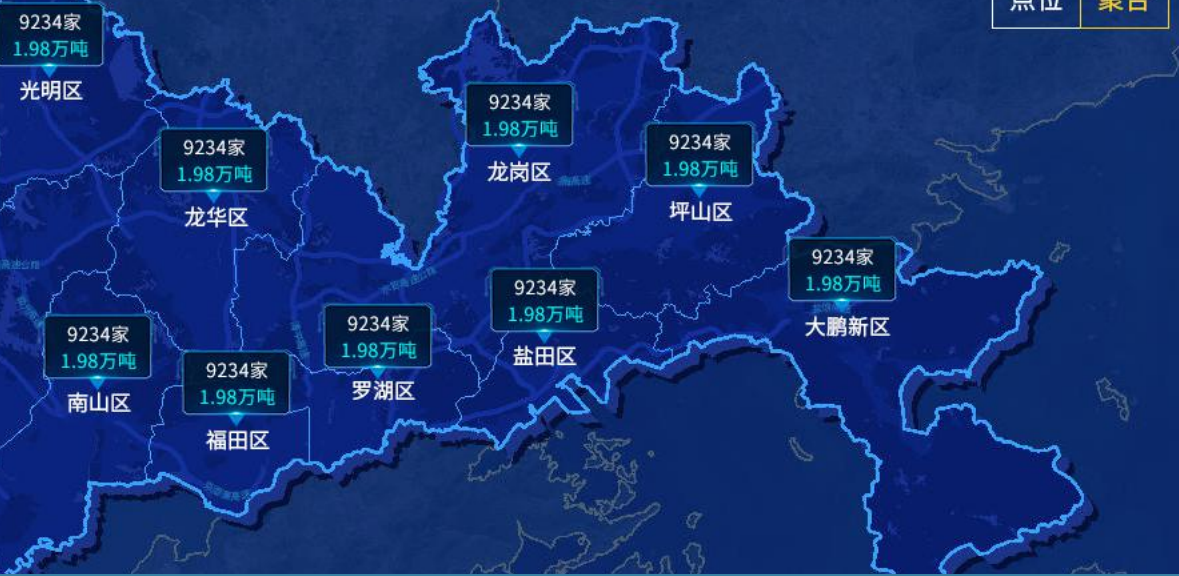 点位
聚合
9234家
1.98万吨
光明区
9234家
1.98万吨
龙岗区
9234家
1.98万吨
龙华区
9234家
1.98万吨
坪山区
9234家
1.98万吨
大鹏新区
9234家
1.98万吨
盐田区
9234家
1.98万吨
罗湖区
9234家
1.98万吨
南山区
9234家
1.98万吨
福田区